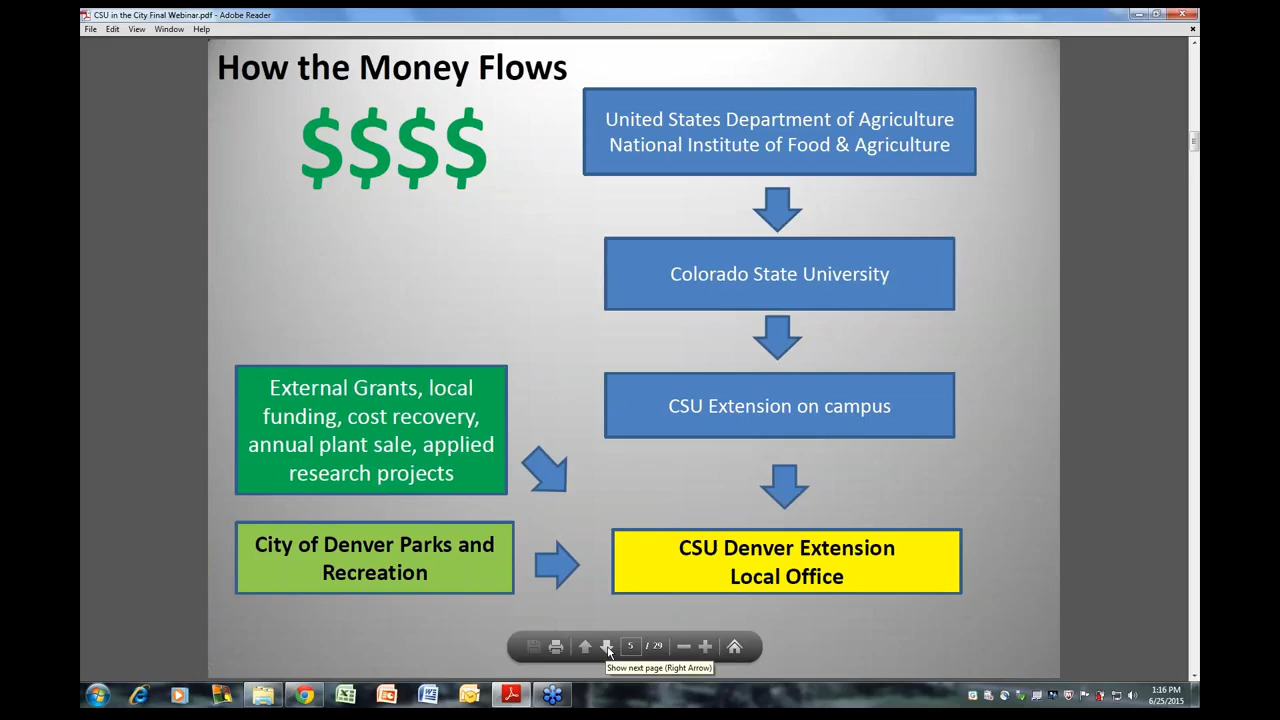 CSU in the City Final Webinar.pdf - Adobe Reader
File Edit View Window Help
How the Money Flows
$$$$
United States Department of Agriculture
National Institute of Food & Agriculture
Colorado State University
CSU Extension on campus
External Grants, local
funding, cost recovery,
annual plant sale, applied
research projects
City of Denver Parks and
Recreation
CSU Denver Extension
Local Office
5 / 29
Show next page (Right Arrow)
1:16 PM
6/25/2015